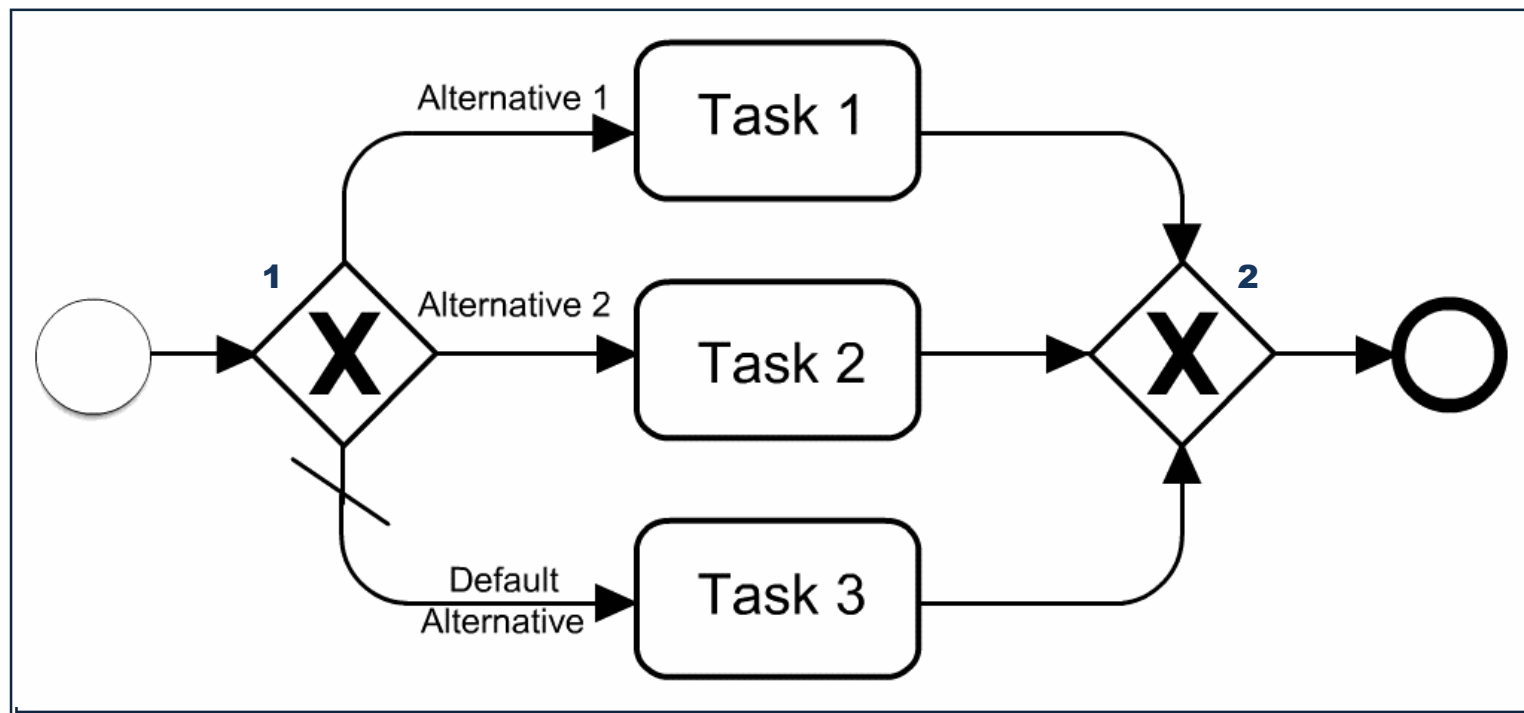 Alternative 1
Task 1
1
X
Alternative 2
Task 2
X
2
Default
Alternative
Task 3